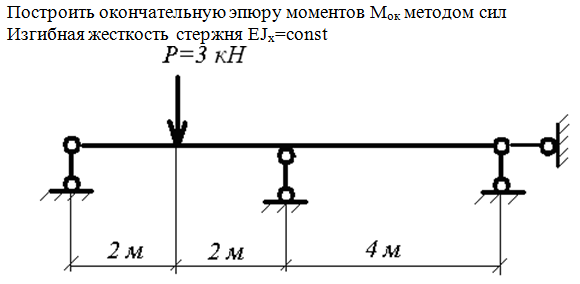 Построить окончательную эпюру моментов Мок методом сил
Изгибная жесткость стержня EJx=const
P=3 кН
2 м
2 м
4 м